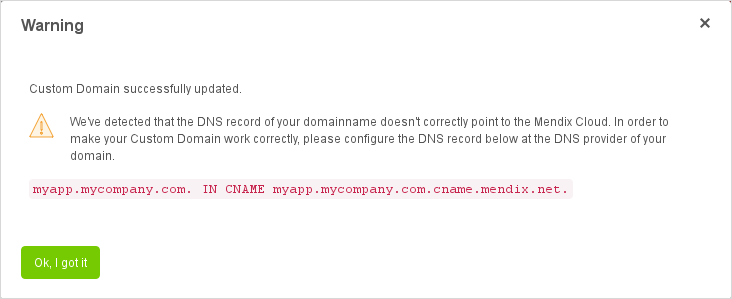 Warning
×
Custom Domain successfully updated.
We've detected that the DNS record of your domainname doesn't correctly point to the Mendix Cloud. In order to
make your Custom Domain work correctly, please configure the DNS record below at the DNS provider of your
domain.
myapp.mycompany.com. IN CNAME myapp.mycompany.com.cname.mendix.net.
Ok, I got it